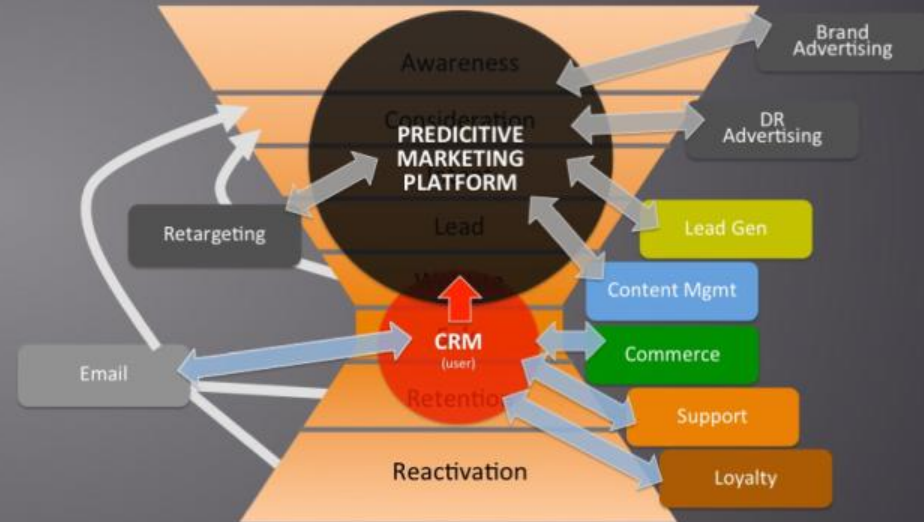 Awareness
Brand
Advertising
Consideration
DR
Advertising
PREDICITIVE
MARKETING
PLATFORM
Retargeting
Lead
Lead Gen
Content Mgmt
CRM
(user)
Commerce
Email
Retention
Support
Reactivation
Loyalty